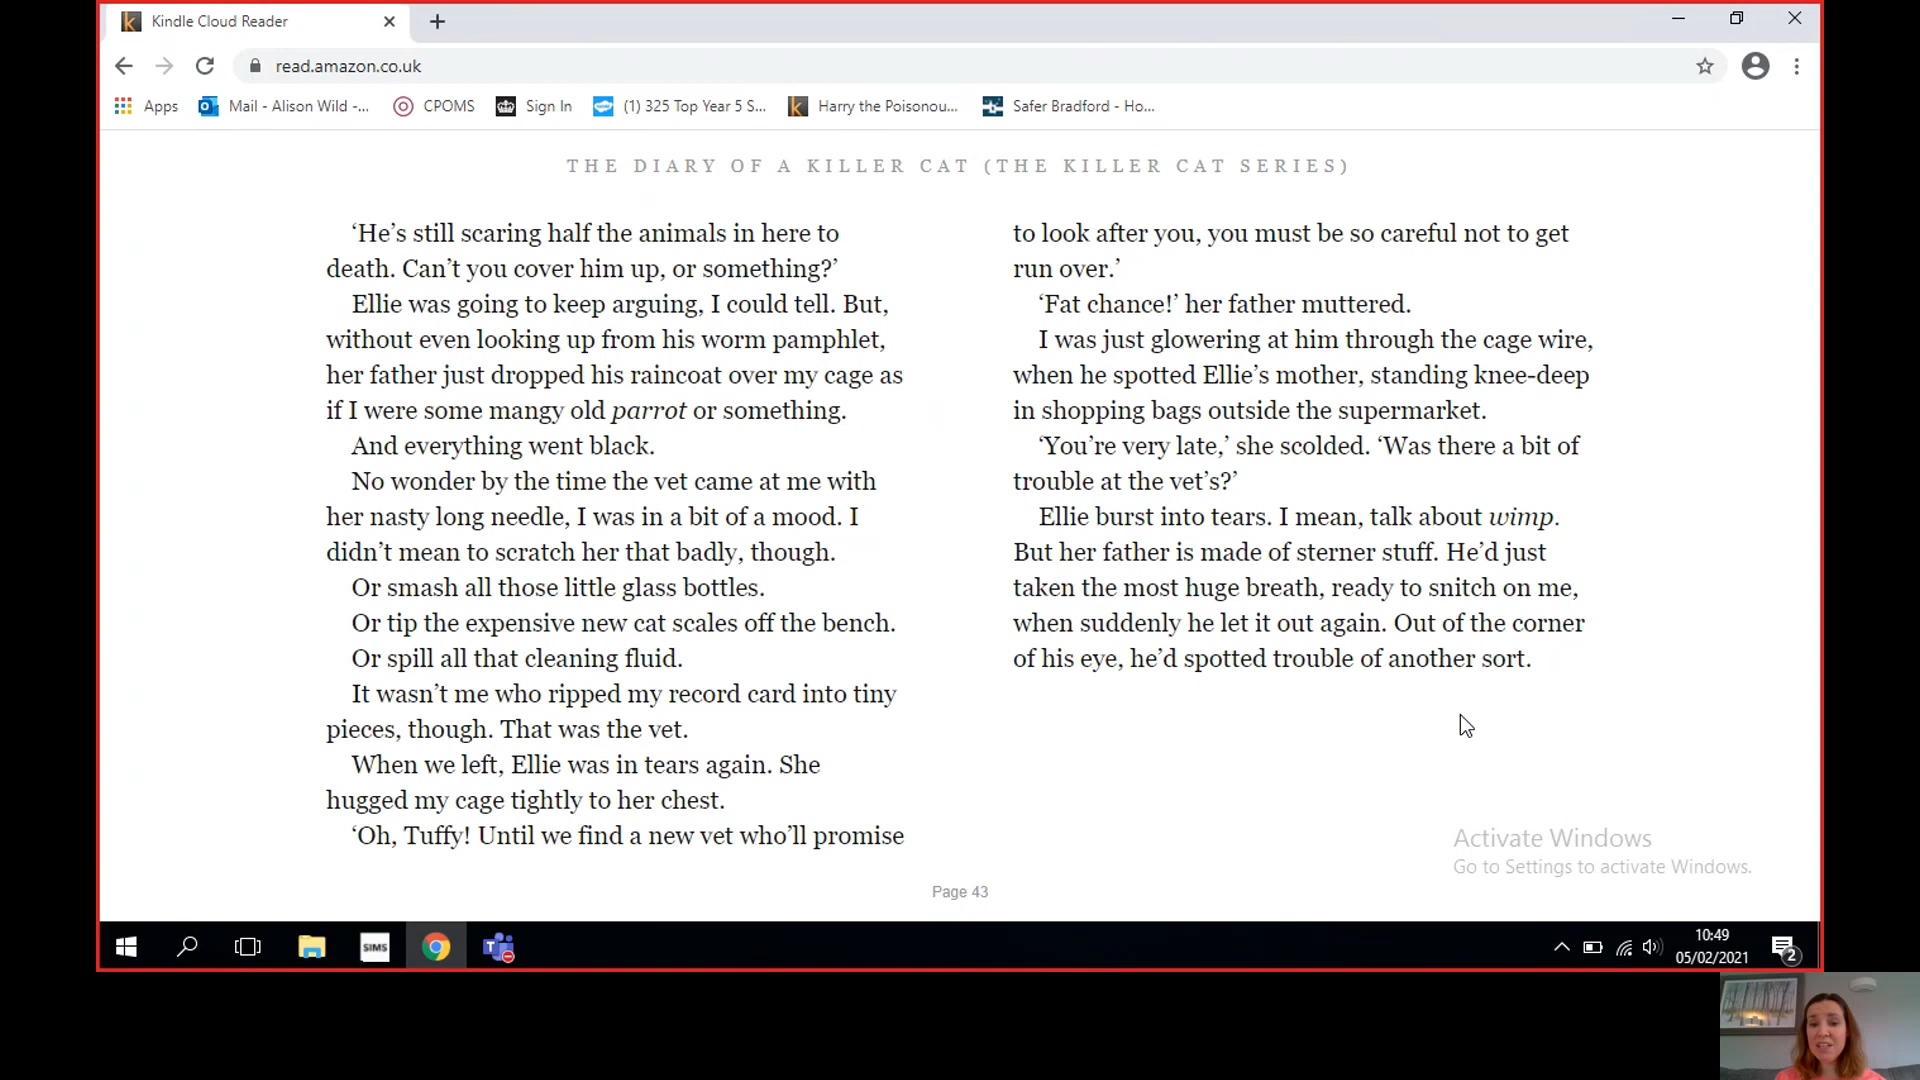 Kindle Cloud Reader
read.amazon.co.uk
Apps
Mail - Alison Wild -...
CPOMS
Sign In
(1) 325 Top Year 5 S...
Harry the Poisonou...
Safer Bradford - Ho...
THE DIARY OF A KILLER CAT (THE KILLER CAT SERIES)
‘He’s still scaring half the animals in here to
death. Can’t you cover him up, or something?’
Ellie was going to keep arguing, I could tell. But,
without even looking up from his worm pamphlet,
her father just dropped his raincoat over my cage as
if I were some mangy old parrot or something.
And everything went black.
No wonder by the time the vet came at me with
her nasty long needle, I was in a bit of a mood. I
didn’t mean to scratch her that badly, though.
Or smash all those little glass bottles.
Or tip the expensive new cat scales off the bench.
Or spill all that cleaning fluid.
It wasn’t me who ripped my record card into tiny
pieces, though. That was the vet.
When we left, Ellie was in tears again. She
hugged my cage tightly to her chest.
‘Oh, Tuffy! Until we find a new vet who’ll promise
to look after you, you must be so careful not to get
run over.’
‘Fat chance!’ her father muttered.
I was just glowering at him through the cage wire,
when he spotted Ellie’s mother, standing knee-deep
in shopping bags outside the supermarket.
‘You’re very late,’ she scolded. ‘Was there a bit of
trouble at the vet’s?’
Ellie burst into tears. I mean, talk about wimp.
But her father is made of sterner stuff. He’d just
taken the most huge breath, ready to snitch on me,
when suddenly he let it out again. Out of the corner
of his eye, he’d spotted trouble of another sort.
Activate Windows
Go to Settings to activate Windows.
Page 43
SIMS
10:49
05/02/2021
2